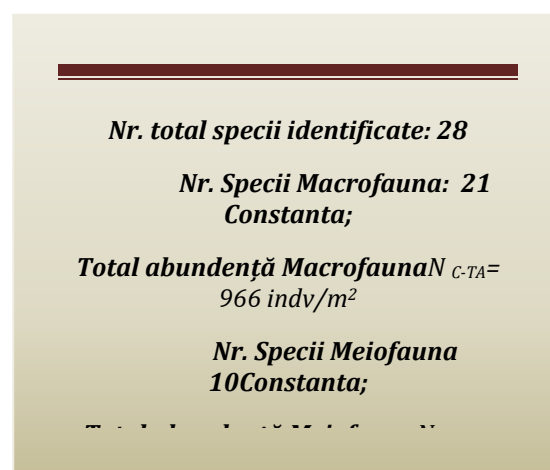 Nr. total specii identificate: 28
Nr. Specii Macrofauna:  21
Constanta;
Total abundență MacrofaunaN C-TA=
966 indv/m²
Nr. Specii Meiofauna
10Constanta;